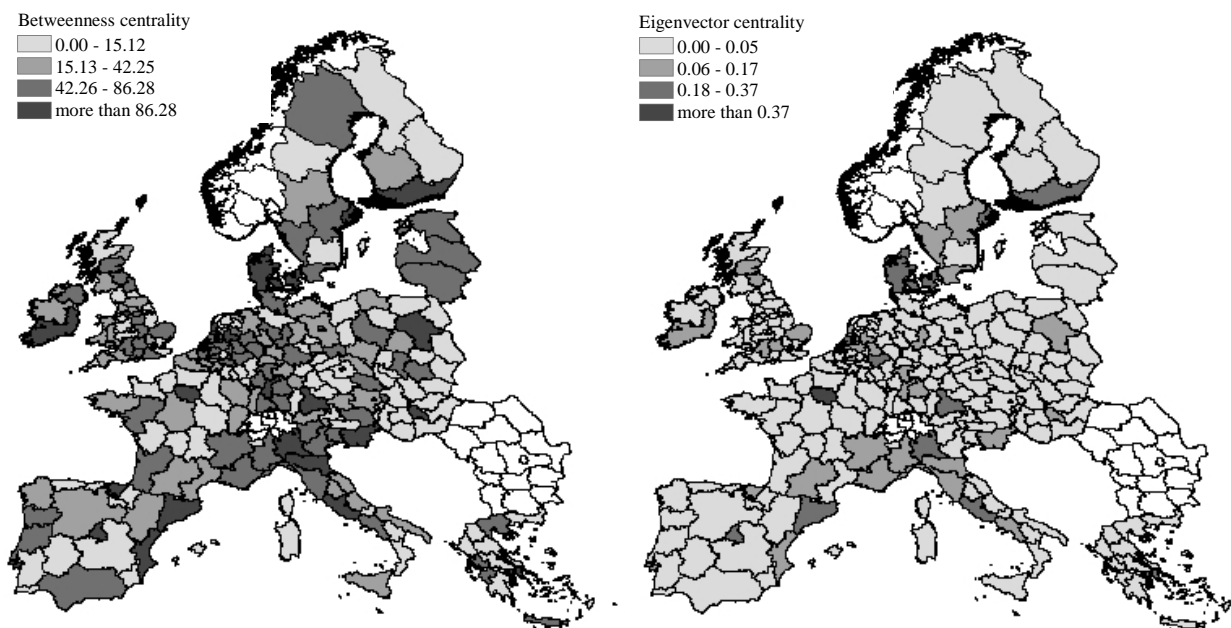 Betweenness centrality
0.00 - 15.12
15.13 - 42.25
42.26 - 86.28
more than 86.28
Eigenvector centrality
0.00 - 0.05
0.06 - 0.17
0.18 - 0.37
more than 0.37